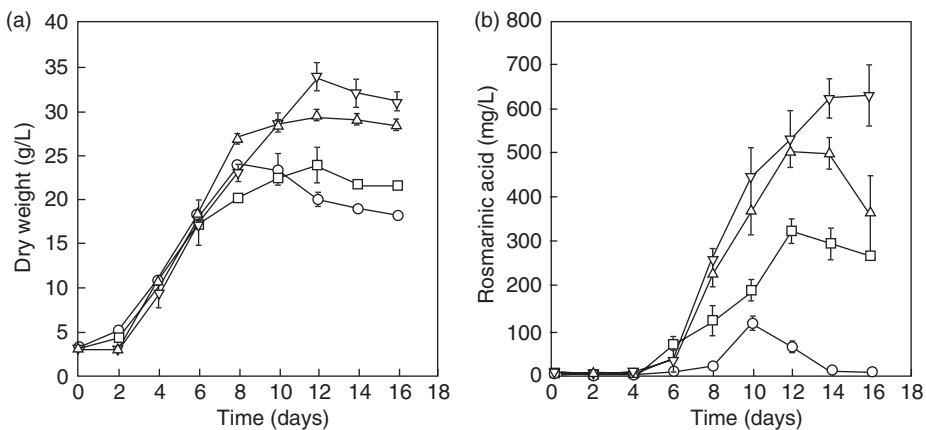 (a)
40
35
30
25
20
15
10
5
0
Dry weight (g/L)
0 2 4 6 8 10 12 14 16 18
Time (days)
(b)
800
700
600
500
400
300
200
100
0
Rosmarinic acid (mg/L)
0 2 4 6 8 10 12 14 16 18
Time (days)